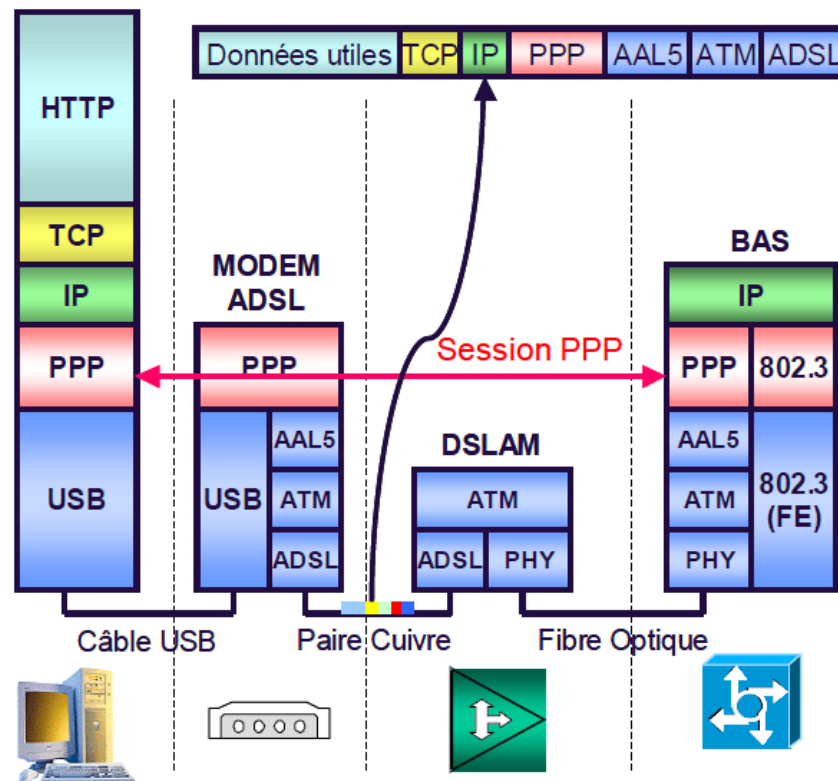 Données utiles TCP IP PPP AAL5 ATM ADSL
HTTP
TCP
IP
PPP
USB
MODEM
ADSL
PPP
USB
AAL5
ATM
ADSL
Session PPP
DSLAM
ATM
ADSL PHY
BAS
IP
PPP 802.3
AAL5
ATM
PHY
802.3
(FE)
Câble USB
Paire Cuivre
Fibre Optique